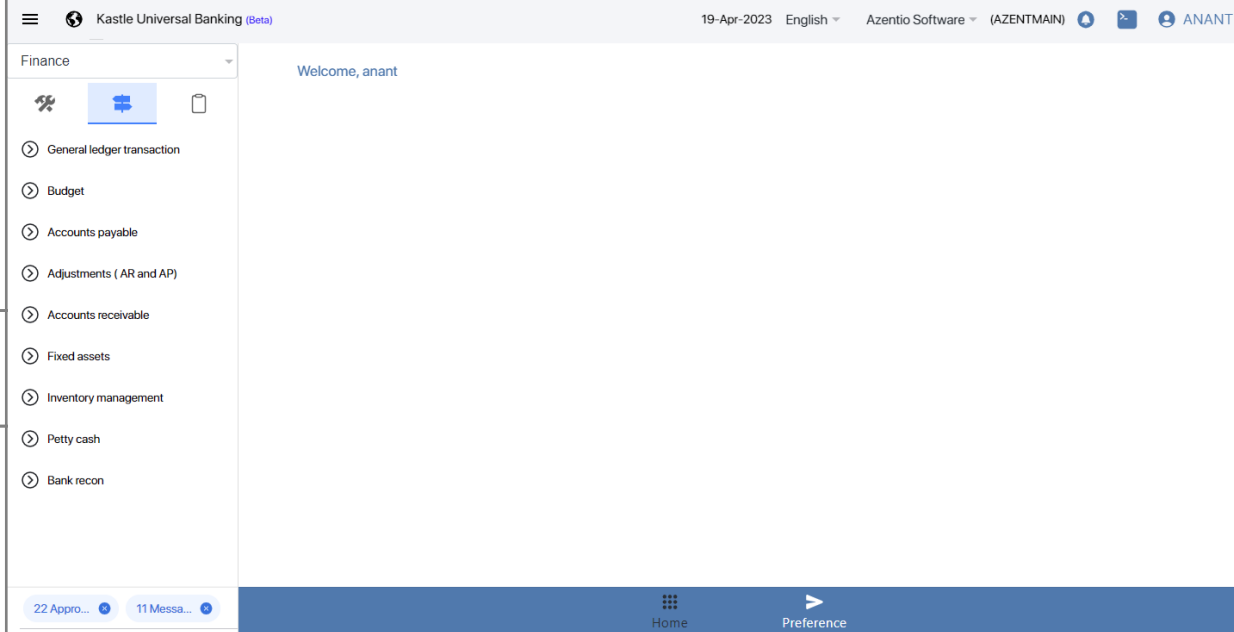 Kastle Universal Banking (Beta)
19-Apr-2023 English Azentio Software (AZENTMAIN) ANANT
Finance
Welcome, anant
General ledger transaction
Budget
Accounts payable
Adjustments ( AR and AP)
Accounts receivable
Fixed assets
Inventory management
Petty cash
Bank recon
22 Appro... 11 Messa...
Home
Preference